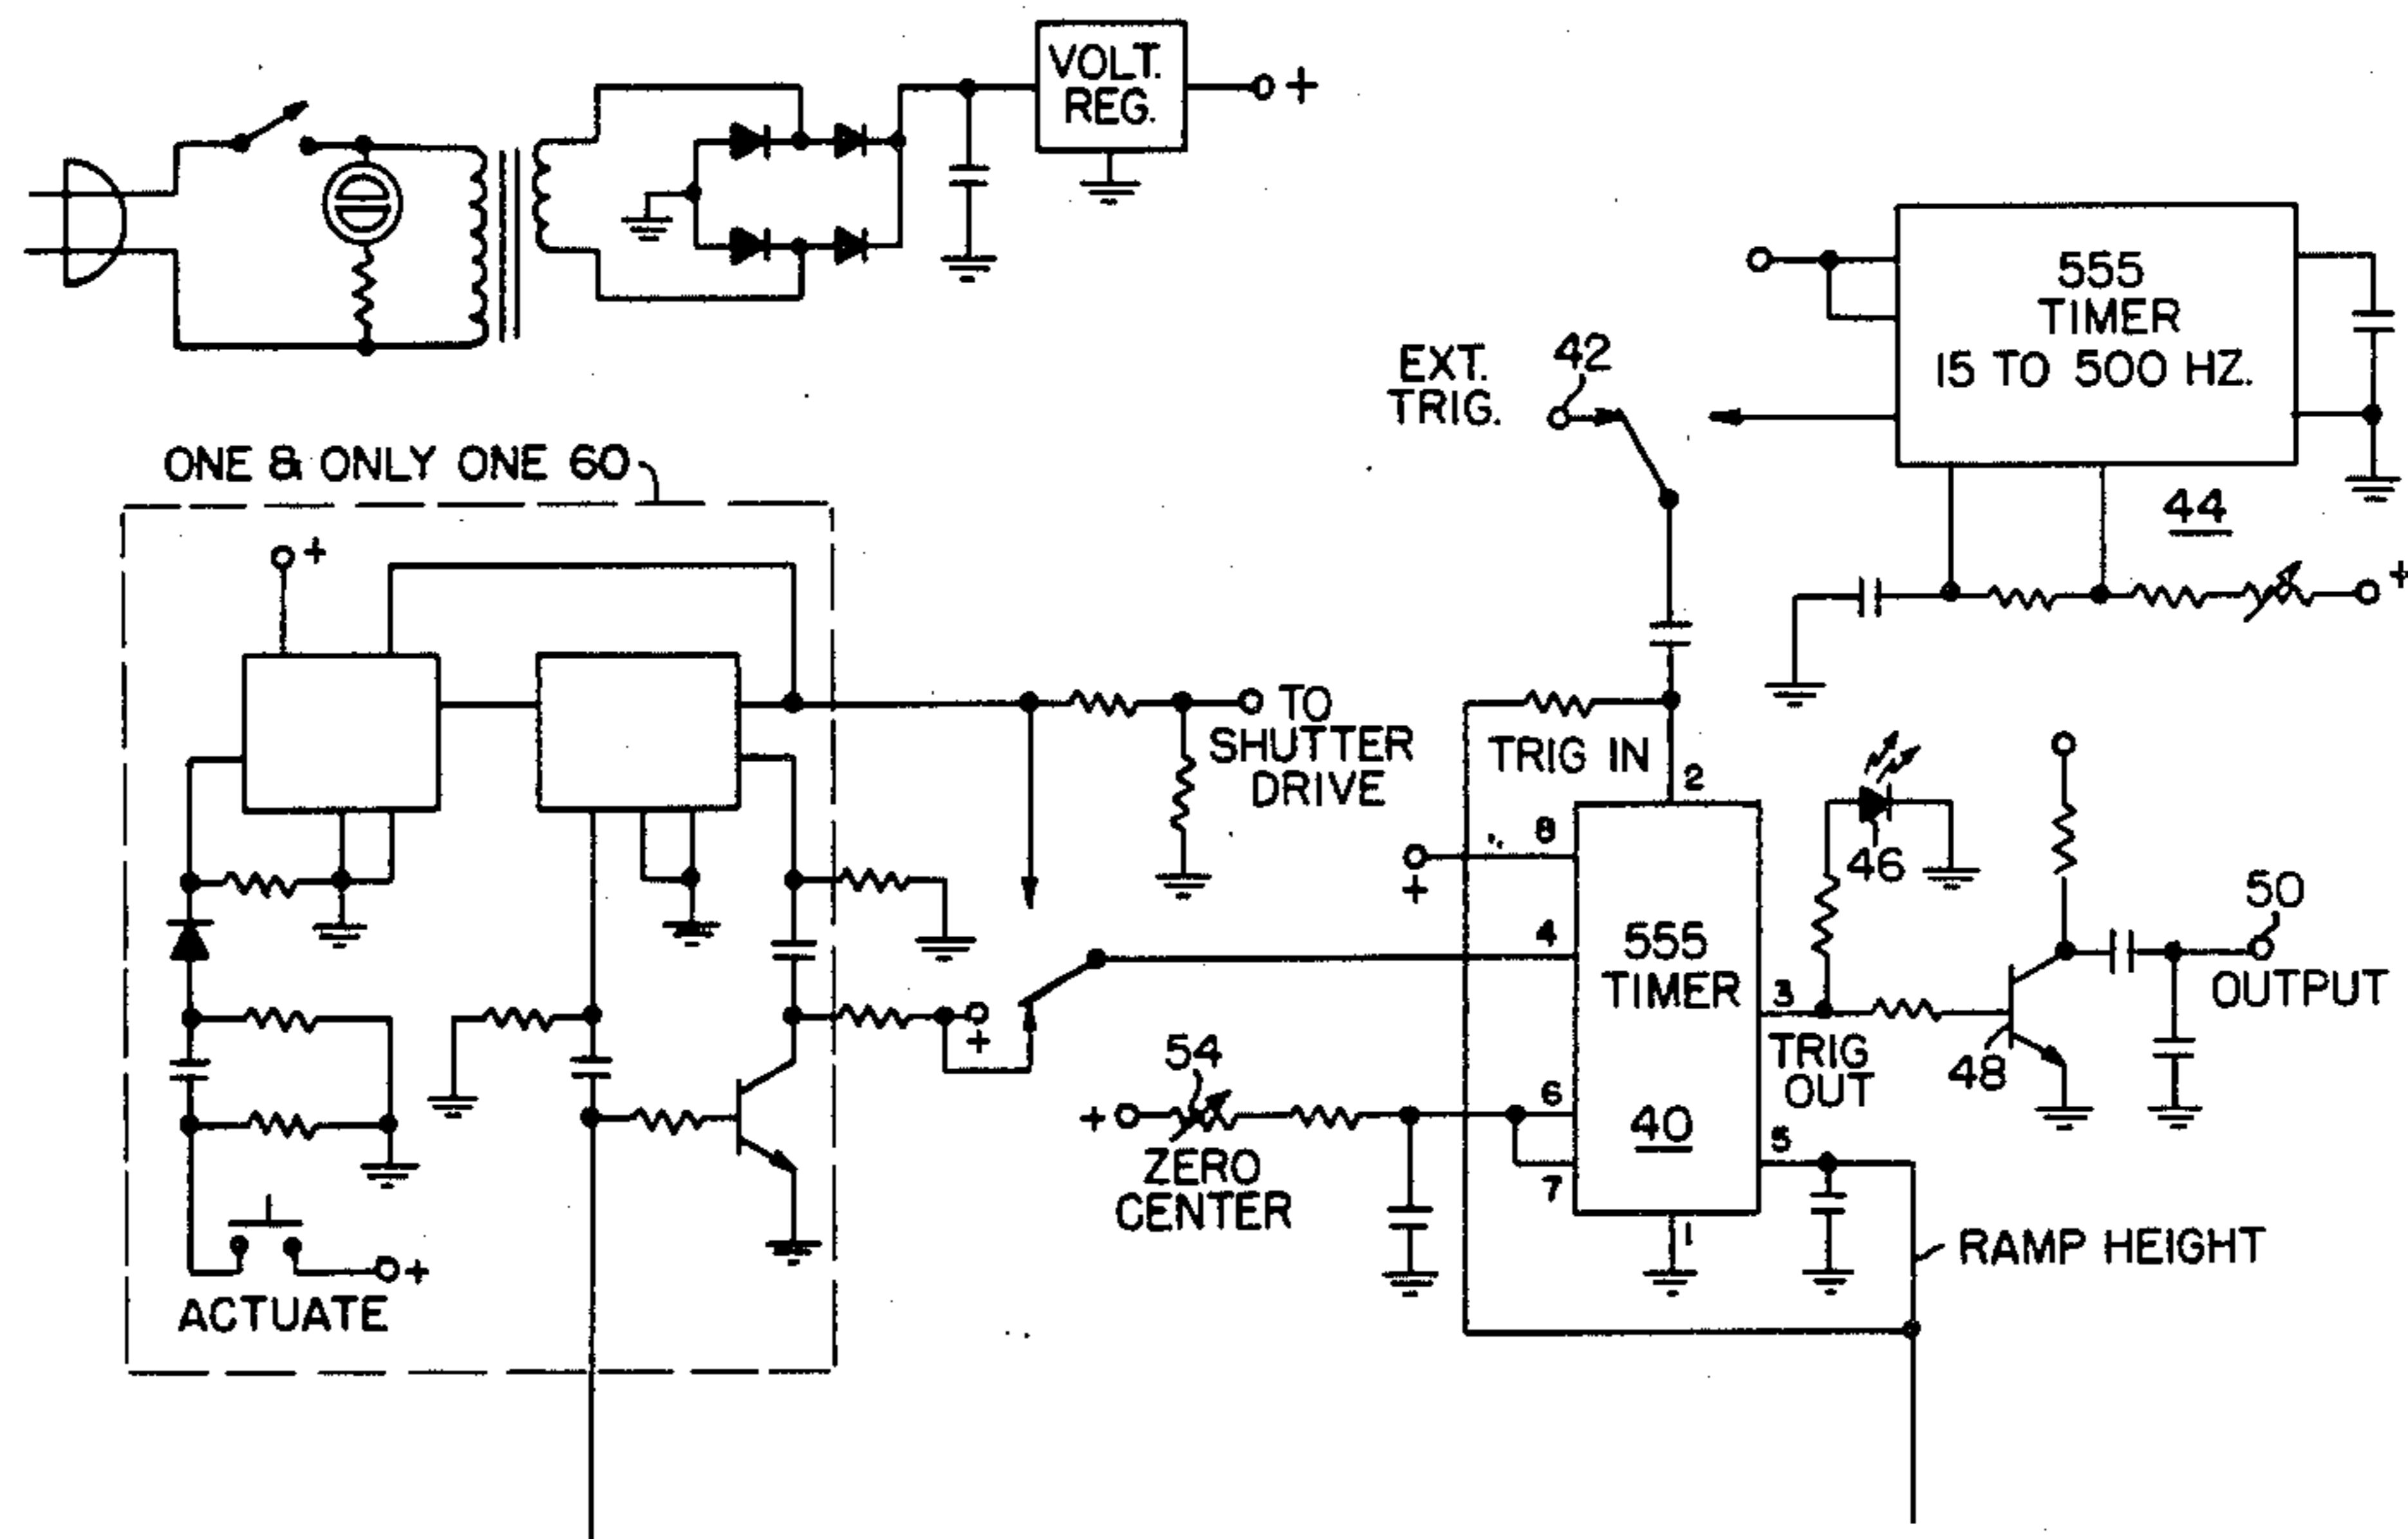 VOLT.
REG.
+
555
TIMER
15 TO 500 HZ.
44
+
EXT.
TRIG.
42
ONE & ONLY ONE 60
+
TO
SHUTTER
DRIVE
TRIG IN
2
8
+
4
555
TIMER
40
3
TRIG
OUT
46
48
50
OUTPUT
+
54
+
ZERO
CENTER
6
7
5
1
RAMP HEIGHT
+
ACTUATE